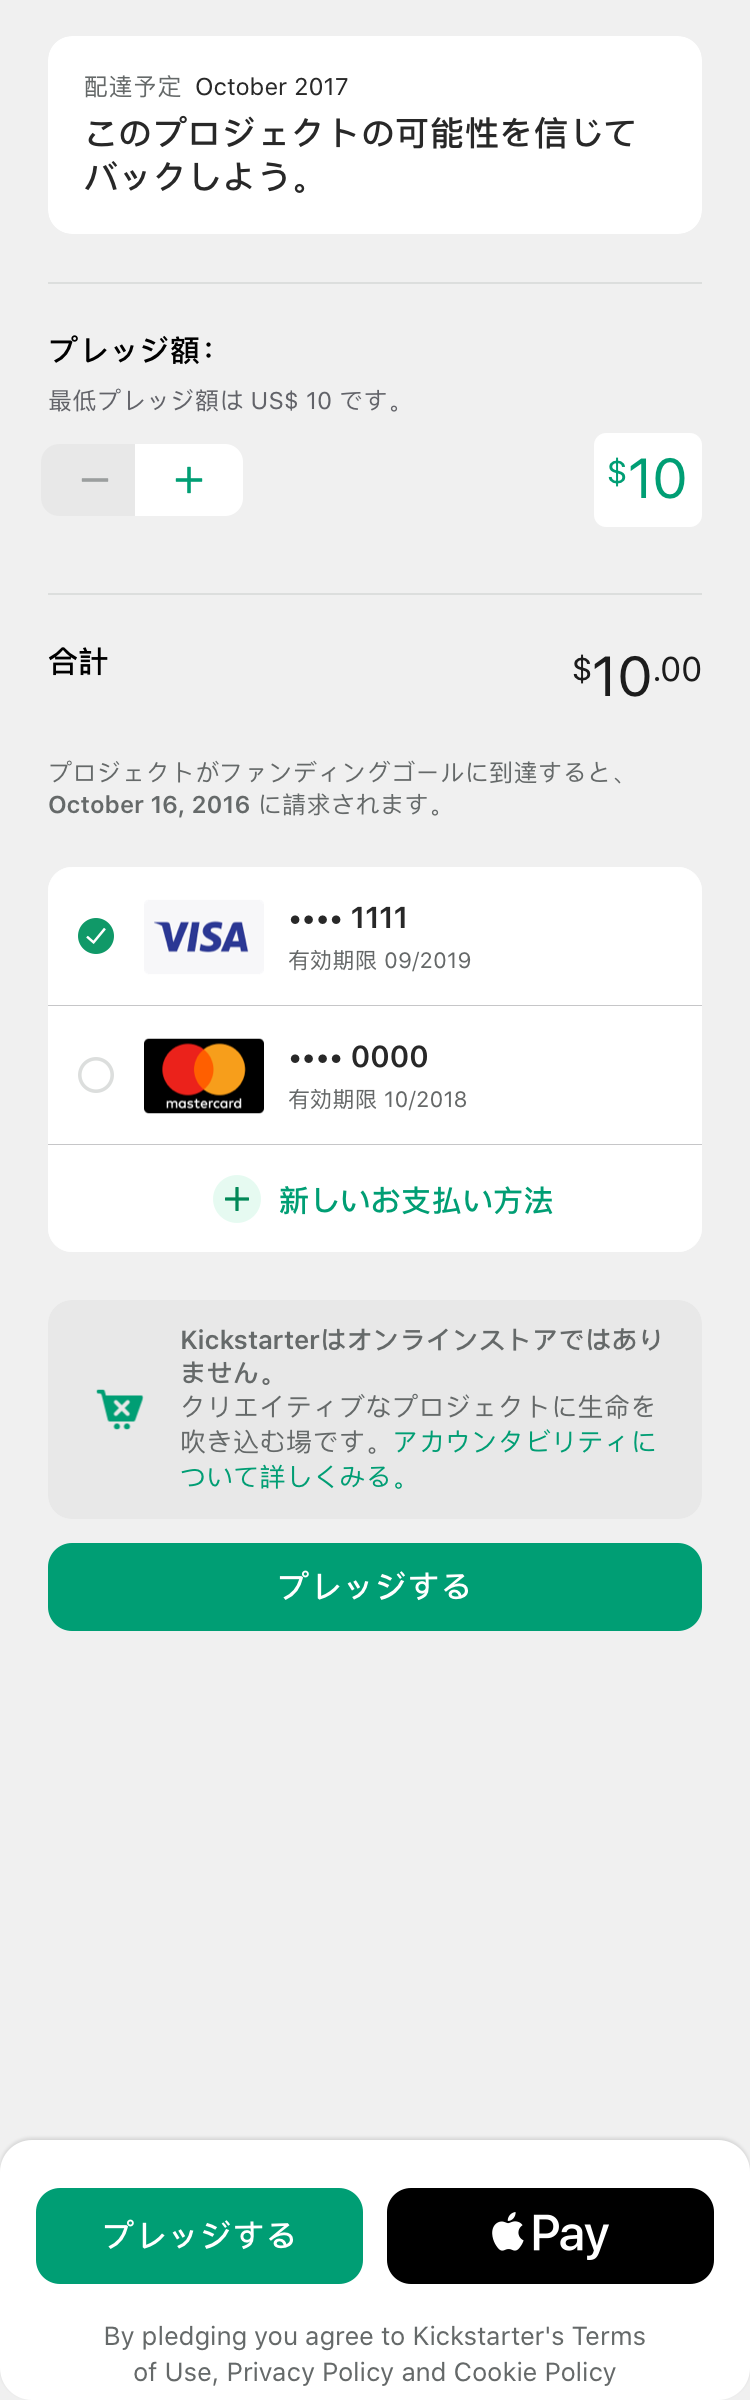 配達予定 October 2017
このプロジェクトの可能性を信じて
バックしよう。
プレッジ額：
最低プレッジ額は US$ 10 です。
− +
$10
合計
$10.00
プロジェクトがファンディングゴールに到達すると、
October 16, 2016 に請求されます。
VISA
•••• 1111
有効期限 09/2019
mastercard
•••• 0000
有効期限 10/2018
+ 新しいお支払い方法
Kickstarterはオンラインストアではあり
ません。
クリエイティブなプロジェクトに生命を
吹き込む場です。アカウンタビリティに
ついて詳しくみる。
プレッジする
プレッジする
Pay
By pledging you agree to Kickstarter's Terms
of Use, Privacy Policy and Cookie Policy